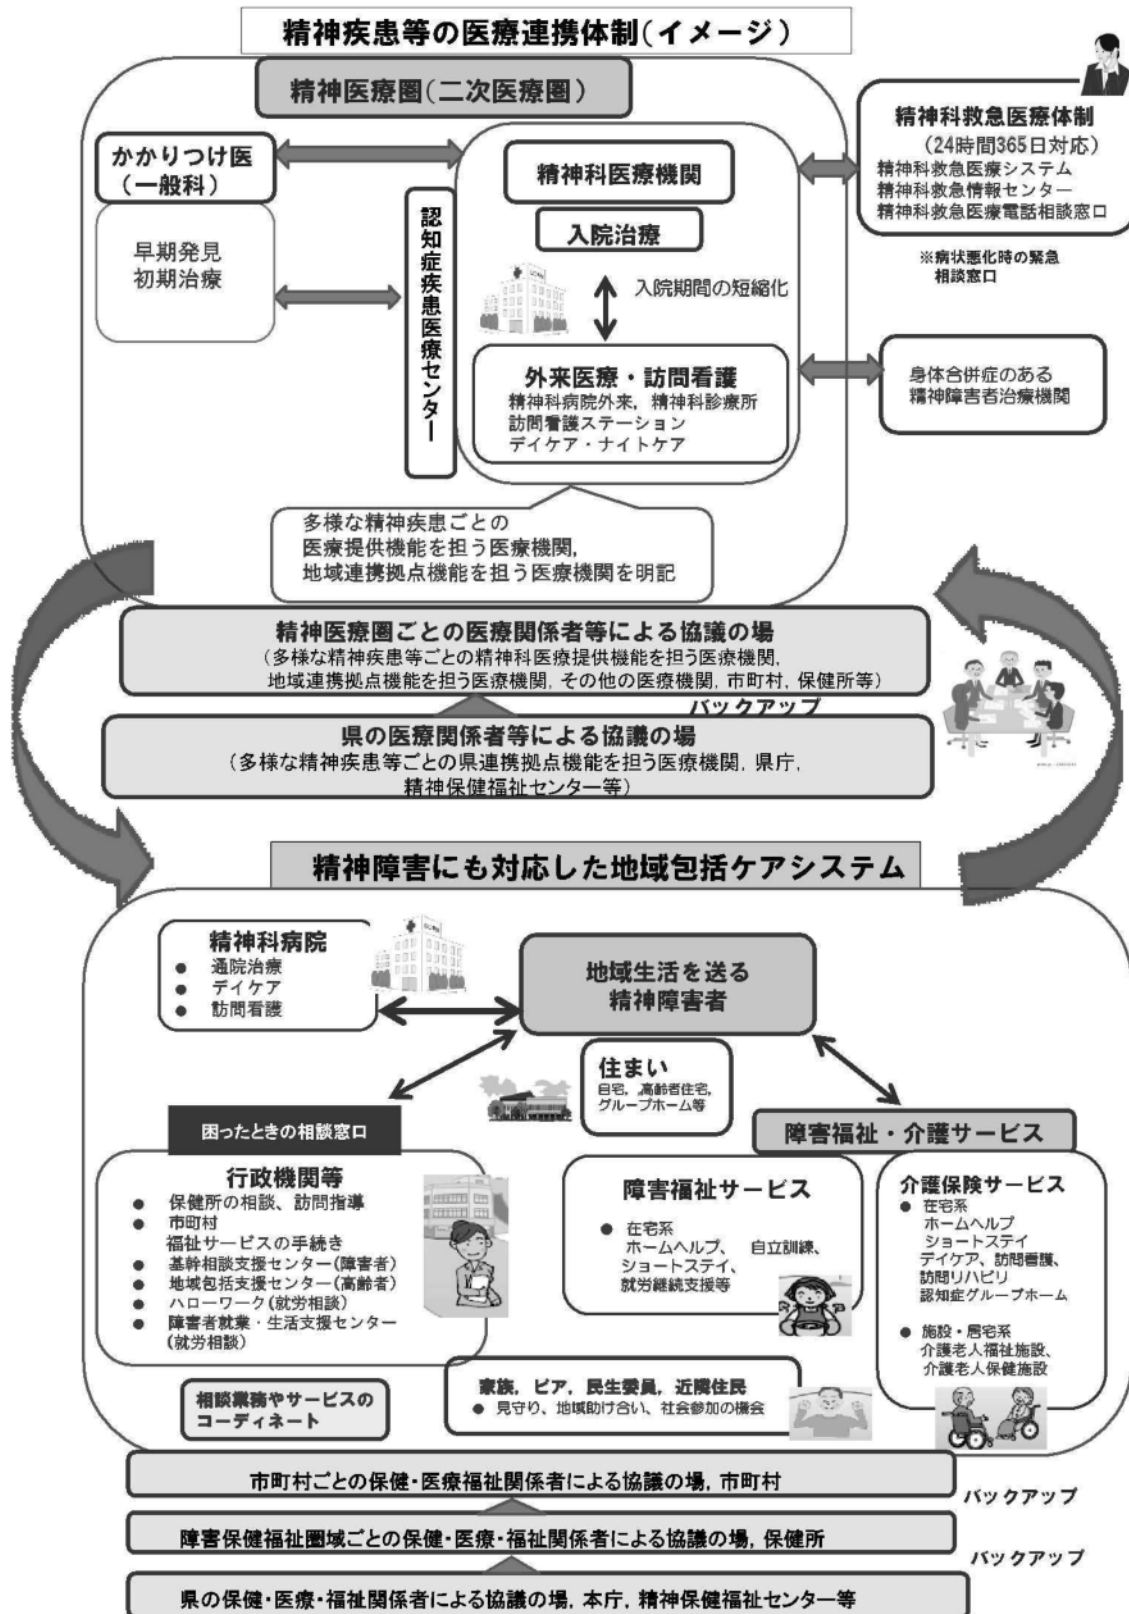 精神疾患等の医療連携体制(イメージ)
精神医療圏(二次医療圏)
かかりつけ医
(一般科)
早期発見
初期治療
認知症疾患医療センター
精神科医療機関
入院治療
入院期間の短縮化
外来医療・訪問看護
精神科病院外来,精神科診療所
訪問看護ステーション
デイケア・ナイトケア
精神科救急医療体制
(24時間365日対応)
精神科救急医療システム
精神科救急情報センター
精神科救急医療電話相談窓口
※病状悪化時の緊急
相談窓口
身体合併症のある
精神障害者治療機関
多様な精神疾患ごとの
医療提供機能を担う医療機関,
地域連携拠点機能を担う医療機関を明記
精神医療圏ごとの医療関係者等による協議の場
(多様な精神疾患等ごとの精神科医療提供機能を担う医療機関,
地域連携拠点機能を担う医療機関,その他の医療機関,市町村,保健所等)
バックアップ
県の医療関係者等による協議の場
(多様な精神疾患等ごとの県連携拠点機能を担う医療機関,県庁,
精神保健福祉センター等)
精神障害にも対応した地域包括ケアシステム
精神科病院
● 通院治療
● デイケア
● 訪問看護
地域生活を送る
精神障害者
住まい
自宅,高齢者住宅,
グループホーム等
困ったときの相談窓口
行政機関等
● 保健所の相談、訪問指導
● 市町村
福祉サービスの手続き
● 基幹相談支援センター(障害者)
● 地域包括支援センター(高齢者)
● ハローワーク(就労相談)
● 障害者就業・生活支援センター
(就労相談)
相談業務やサービスの
コーディネート
障害福祉・介護サービス
障害福祉サービス
● 在宅系
ホームヘルプ、 自立訓練、
ショートステイ、
就労継続支援等
介護保険サービス
● 在宅系
ホームヘルプ
ショートステイ
デイケア、訪問看護、
訪問リハビリ
認知症グループホーム
● 施設・居宅系
介護老人福祉施設、
介護老人保健施設
家族,ピア,民生委員,近隣住民
● 見守り、地域助け合い、社会参加の機会
市町村ごとの保健・医療福祉関係者による協議の場,市町村
バックアップ
障害保健福祉圏域ごとの保健・医療・福祉関係者による協議の場,保健所
バックアップ
県の保健・医療・福祉関係者による協議の場,本庁,精神保健福祉センター等